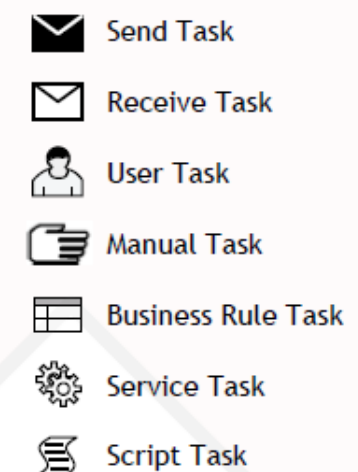 Send Task
Receive Task
User Task
Manual Task
Business Rule Task
Service Task
Script Task